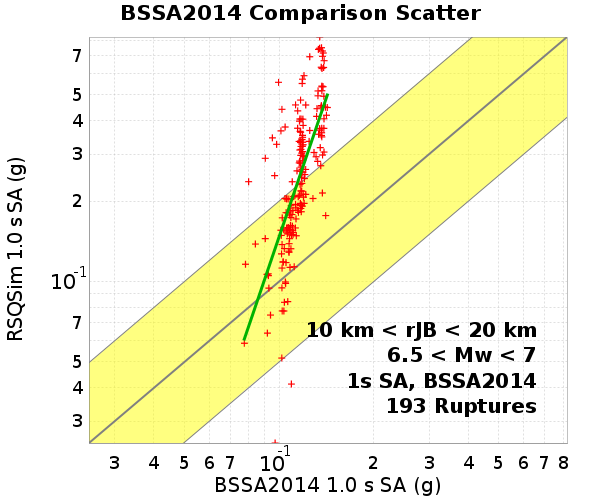 BSSA2014 Comparison Scatter
RSQSim 1.0 s SA (g)
7
5
4
3
2
10⁻¹
7
5
4
3
10 km < rJB < 20 km
6.5 < Mw < 7
1s SA, BSSA2014
193 Ruptures
3 4 5 6 7 10⁻¹ 2 3 4 5 6 7 8
BSSA2014 1.0 s SA (g)